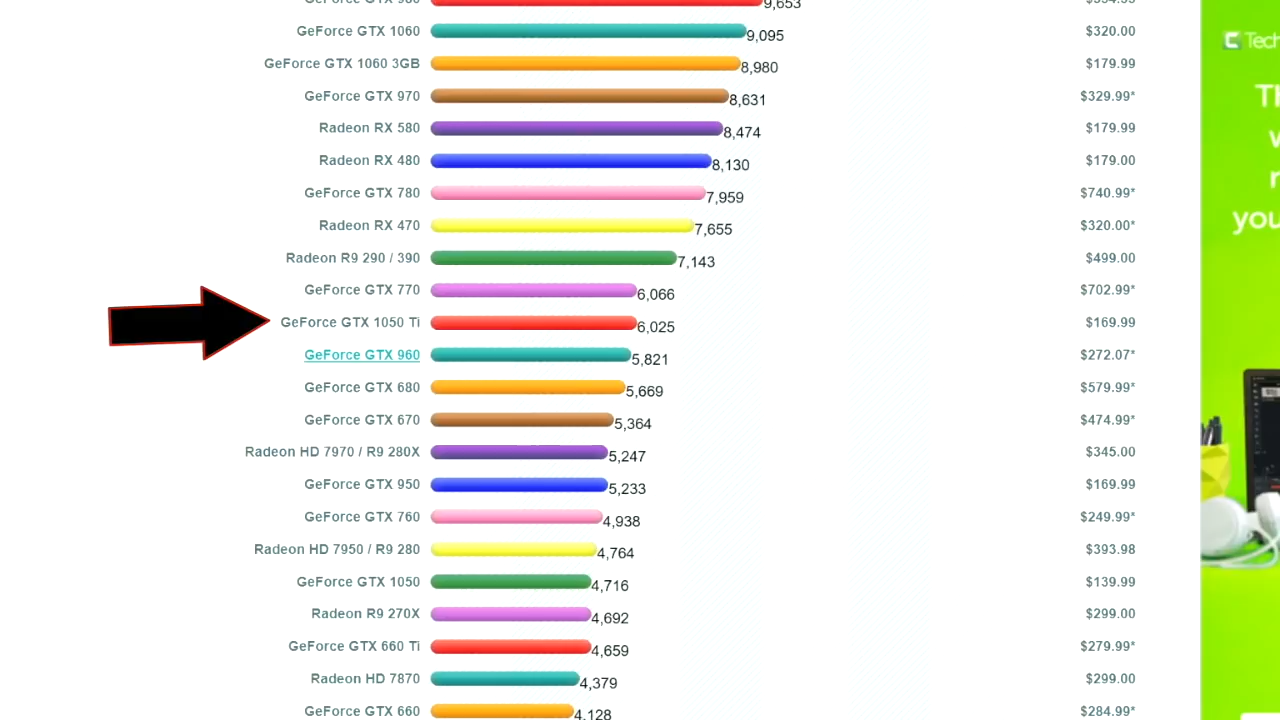 9,653
GeForce GTX 1060 9,095 $320.00
GeForce GTX 1060 3GB 8,980 $179.99
GeForce GTX 970 8,631 $329.99*
Radeon RX 580 8,474 $179.99
Radeon RX 480 8,130 $179.00
GeForce GTX 780 7,959 $740.99*
Radeon RX 470 7,655 $320.00*
Radeon R9 290 / 390 7,143 $499.00
GeForce GTX 770 6,066 $702.99*
GeForce GTX 1050 Ti 6,025 $169.99
GeForce GTX 960 5,821 $272.07*
GeForce GTX 680 5,669 $579.99*
GeForce GTX 670 5,364 $474.99*
Radeon HD 7970 / R9 280X 5,247 $345.00
GeForce GTX 950 5,233 $169.99
GeForce GTX 760 4,938 $249.99*
Radeon HD 7950 / R9 280 4,764 $393.98
GeForce GTX 1050 4,716 $139.99
Radeon R9 270X 4,692 $299.00
GeForce GTX 660 Ti 4,659 $279.99*
Radeon HD 7870 4,379 $299.00
GeForce GTX 660 4,128 $284.99*
Tech
you